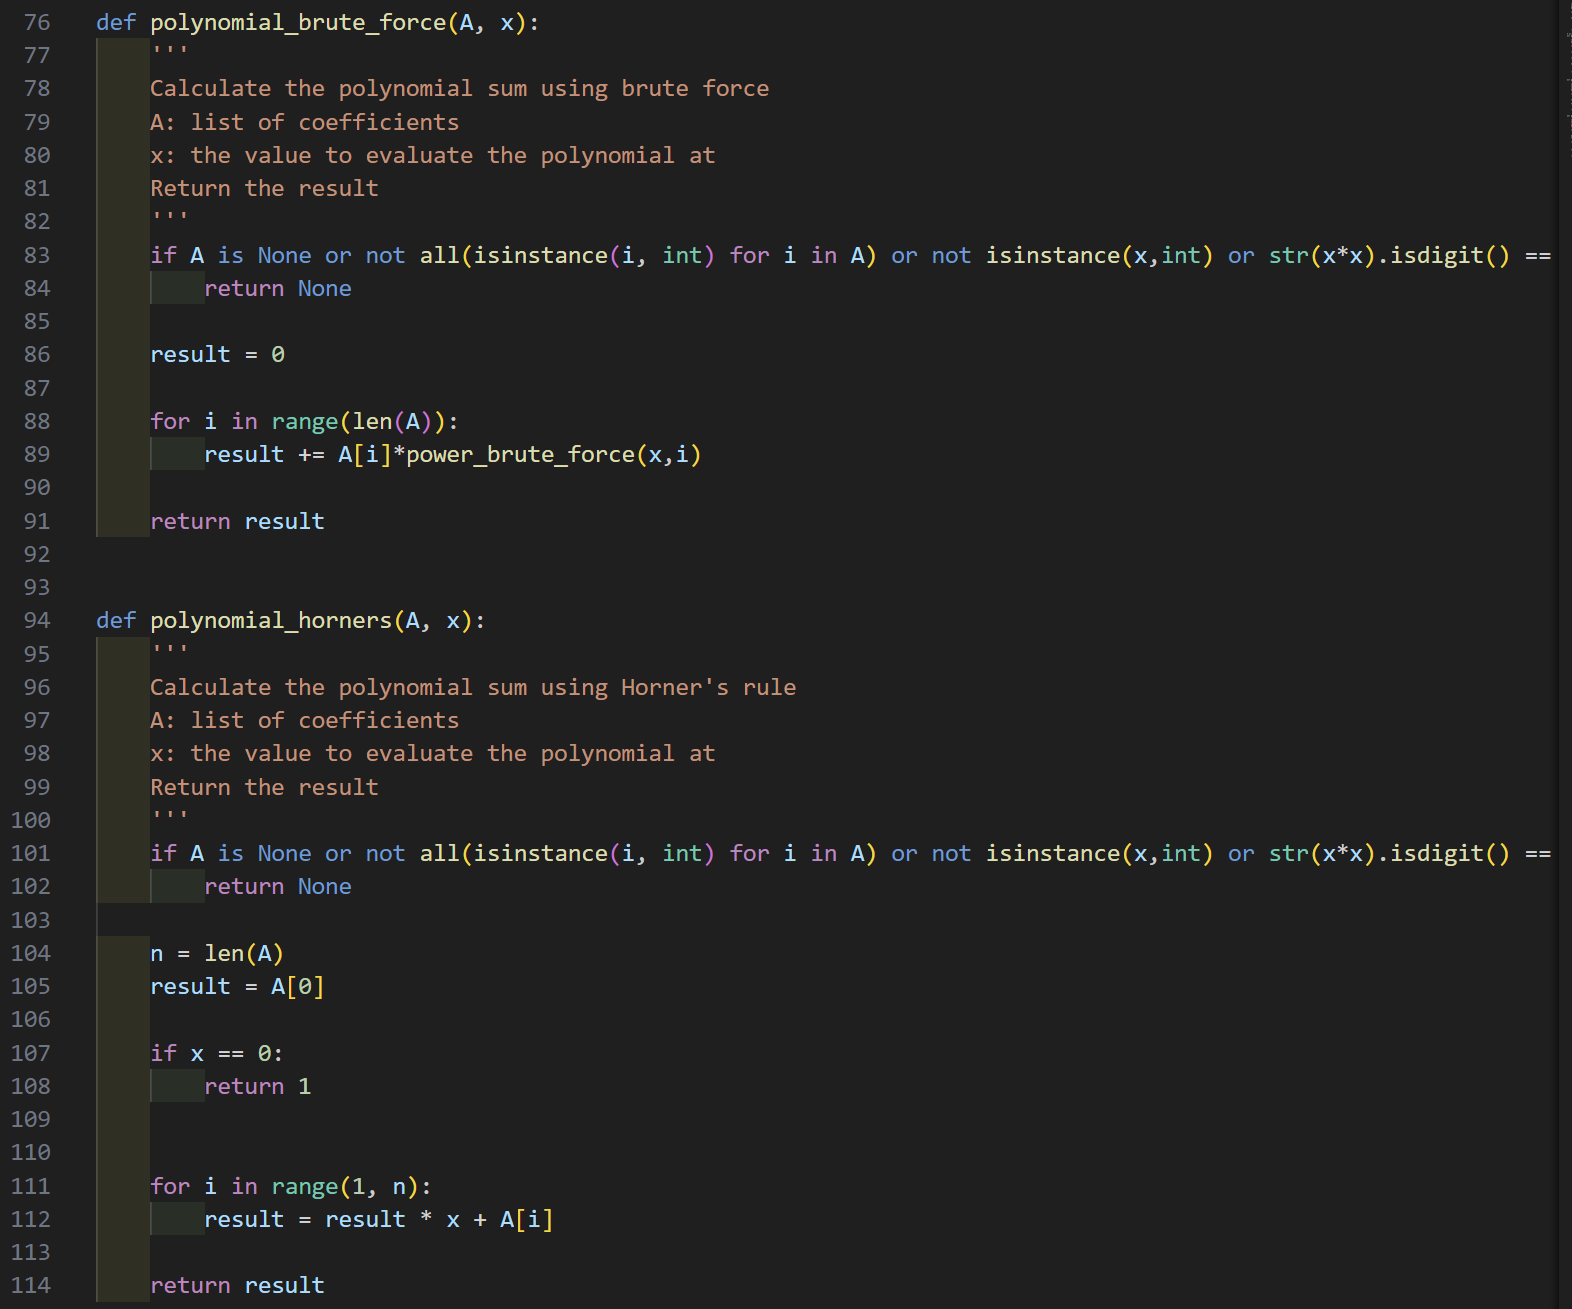 76 def polynomial_brute_force(A, x):
77     '''
78     Calculate the polynomial sum using brute force
79     A: list of coefficients
80     x: the value to evaluate the polynomial at
81     Return the result
82     '''
83     if A is None or not all(isinstance(i, int) for i in A) or not isinstance(x,int) or str(x*x).isdigit() ==
84         return None
85
86     result = 0
87
88     for i in range(len(A)):
89         result += A[i]*power_brute_force(x,i)
90
91     return result
92
93
94 def polynomial_horners(A, x):
95     '''
96     Calculate the polynomial sum using Horner's rule
97     A: list of coefficients
98     x: the value to evaluate the polynomial at
99     Return the result
100     '''
101     if A is None or not all(isinstance(i, int) for i in A) or not isinstance(x,int) or str(x*x).isdigit() ==
102         return None
103
104     n = len(A)
105     result = A[0]
106
107     if x == 0:
108         return 1
109
110
111     for i in range(1, n):
112         result = result * x + A[i]
113
114     return result